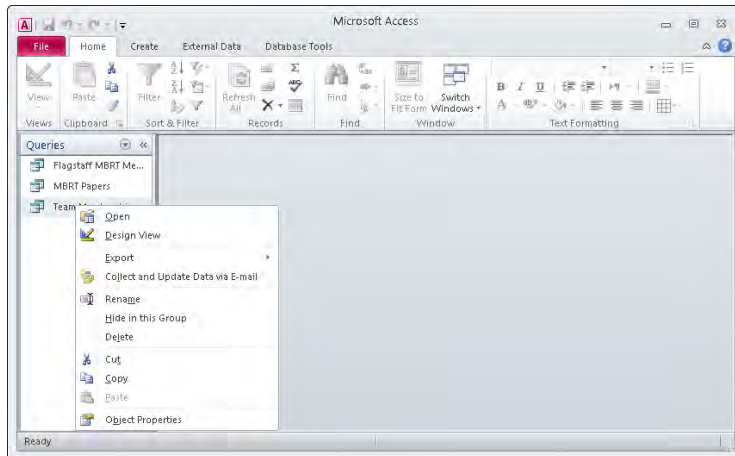 Microsoft Access
File Home Create External Data Database Tools
View Paste Filter Refresh All Find Size to Fit Form Switch Windows
B I U
A
Views Clipboard Sort & Filter Records Find Window Text Formatting
Queries
Flagstaff MBRT Me...
MBRT Papers
Team
Open
Design View
Export
Collect and Update Data via E-mail
Rename
Hide in this Group
Delete
Cut
Copy
Paste
Object Properties
Ready